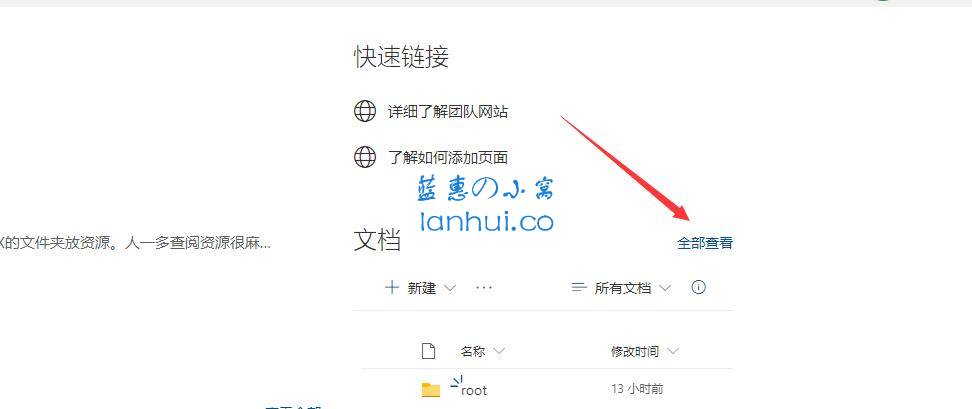 快速链接
详细了解团队网站
了解如何添加页面
蓝惠の小窝
lanhui.co
的文件夹放资源。人一多查阅资源很麻...
文档
全部查看
新建
···
所有文档
名称
修改时间
root
13 小时前